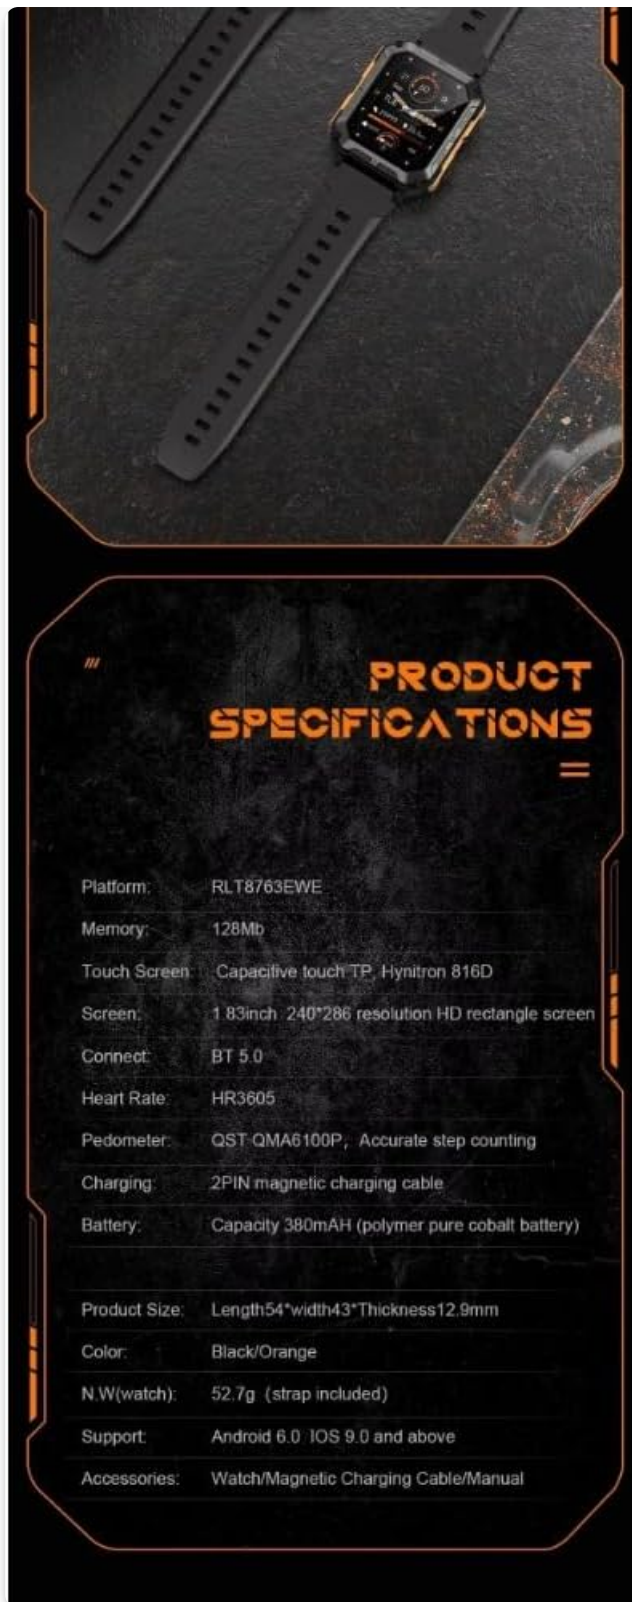 PRODUCT
SPECIFICATIONS
Platform: RLT8763EWE
Memory: 128Mb
Touch Screen: Capacitive touch TP, Hynitron 816D
Screen: 1.83inch 240*286 resolution HD rectangle screen
Connect: BT 5.0
Heart Rate: HR3605
Pedometer: QST QMA6100P, Accurate step counting
Charging: 2PIN magnetic charging cable
Battery: Capacity 380mAH (polymer pure cobalt battery)
Product Size: Length54*width43*Thickness12.9mm
Color: Black/Orange
N.W(watch): 52.7g (strap included)
Support: Android 6.0 IOS 9.0 and above
Accessories: Watch/Magnetic Charging Cable/Manual